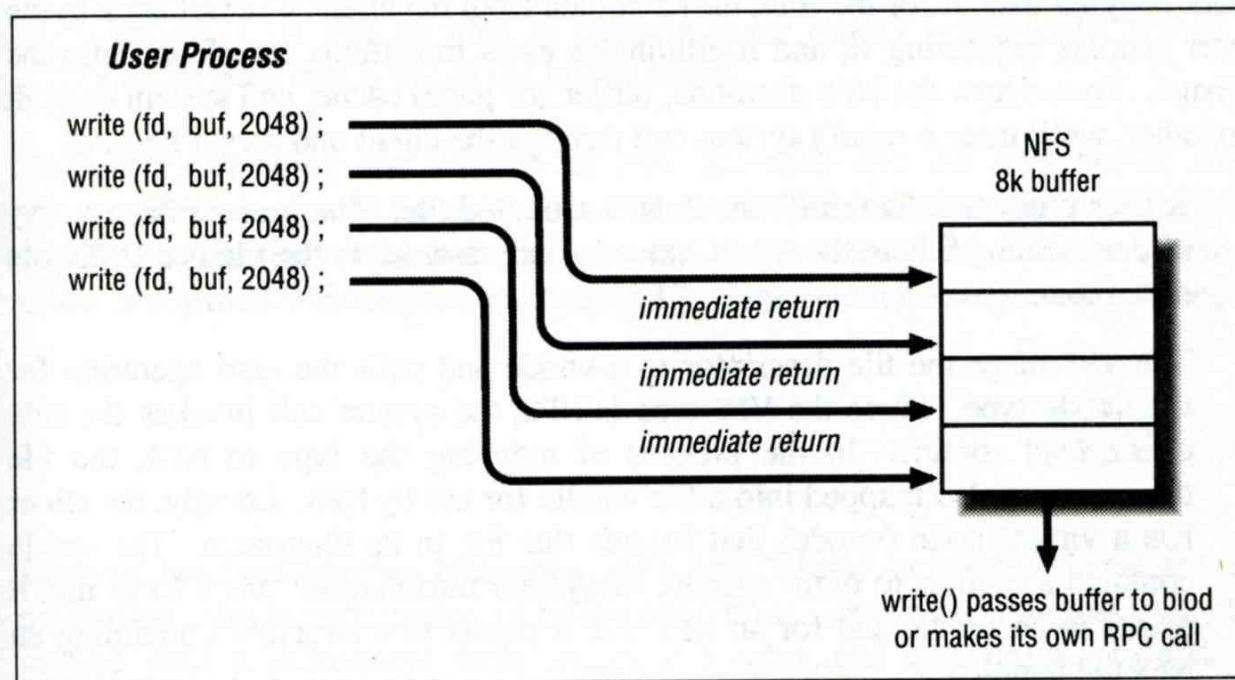 User Process
write (fd, buf, 2048) ;
write (fd, buf, 2048) ;
write (fd, buf, 2048) ;
write (fd, buf, 2048) ;
NFS
8k buffer
immediate return
immediate return
immediate return
write() passes buffer to biod
or makes its own RPC call